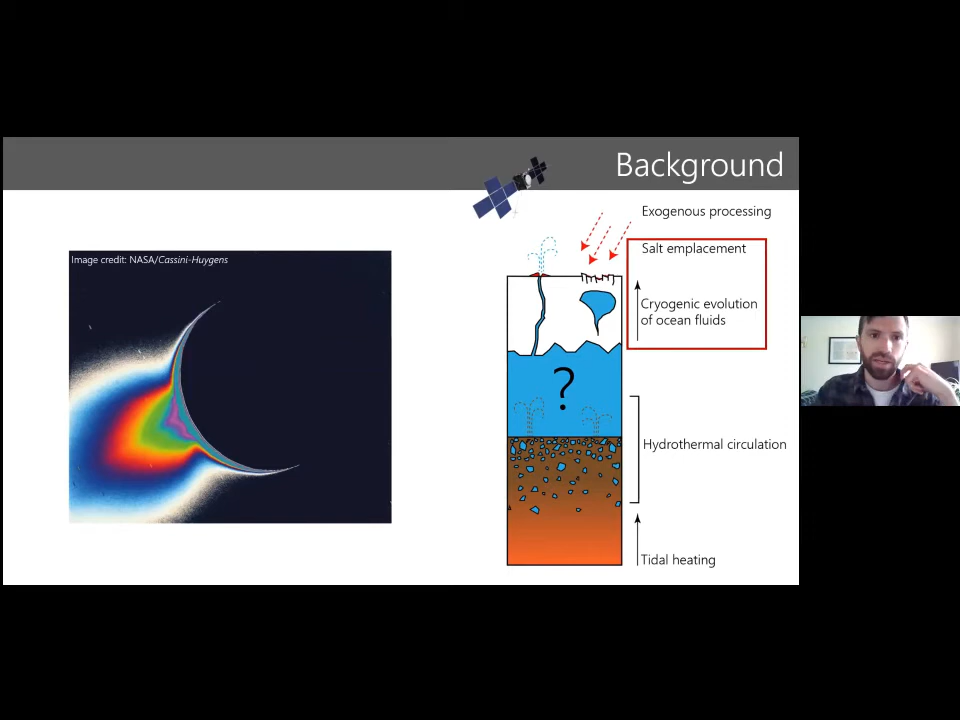 Background
Image credit: NASA/Cassini-Huygens
Exogenous processing
Salt emplacement
Cryogenic evolution
of ocean fluids
?
Hydrothermal circulation
Tidal heating